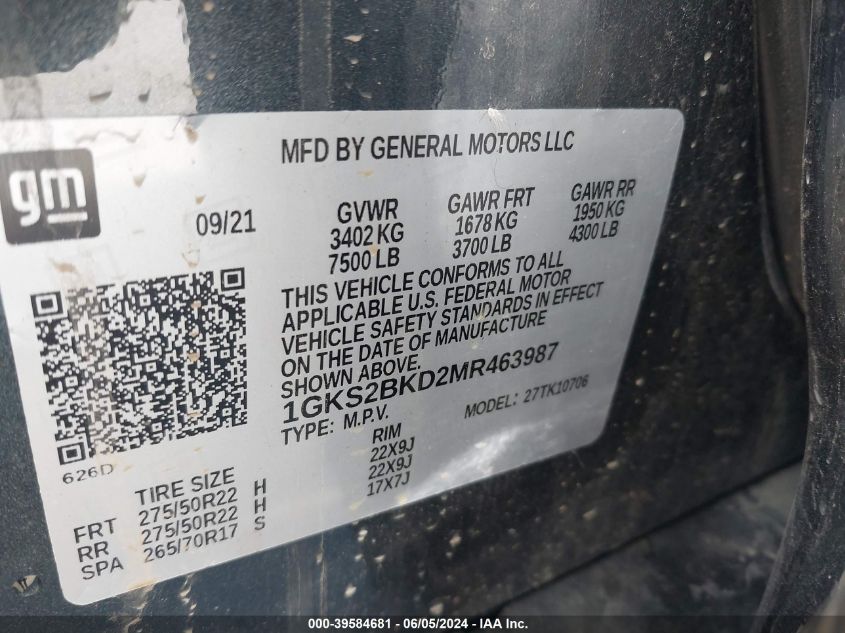 gm
MFD BY GENERAL MOTORS LLC
09/21
GVWR
3402 KG
7500 LB
GAWR FRT
1678 KG
3700 LB
GAWR RR
1950 KG
4300 LB
THIS VEHICLE CONFORMS TO ALL
APPLICABLE U.S. FEDERAL MOTOR
VEHICLE SAFETY STANDARDS IN EFFECT
ON THE DATE OF MANUFACTURE
SHOWN ABOVE.
1GKS2BKD2MR463987
TYPE: M.P.V. MODEL: 27TK10706
626D
TIRE SIZE RIM
FRT 275/50R22 H 22X9J
RR 275/50R22 H 22X9J
SPA 265/70R17 S 17X7J
000-39584681 - 06/05/2024 - IAA Inc.